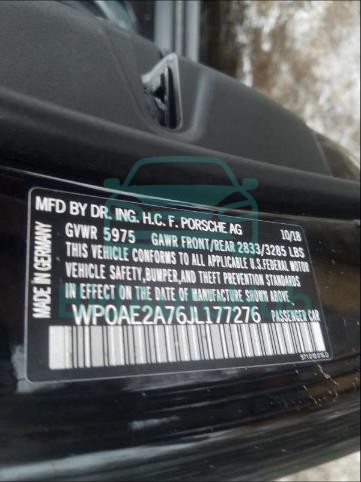 MFD BY DR. ING. H.C. F. PORSCHE AG 10/18
GVWR 5975 GAWR FRONT/REAR 2833/3285 LBS
THIS VEHICLE CONFORMS TO ALL APPLICABLE U.S.FEDERAL MOTOR
VEHICLE SAFETY,BUMPER,AND THEFT PREVENTION STANDARDS IN
EFFECT ON THE DATE OF MANUFACTURE SHOWN ABOVE.
WP0AE2A76JL177276 PASSENGER CAR
MADE IN GERMANY